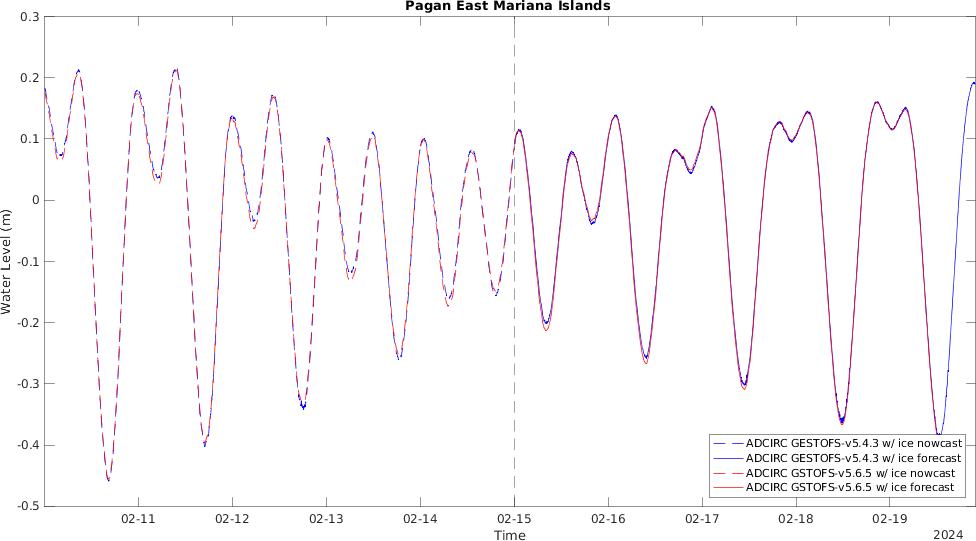 Pagan East Mariana Islands
0.3
0.2
0.1
0
-0.1
-0.2
-0.3
-0.4
-0.5
Water Level (m)
ADCIRC GESTOFS-v5.4.3 w/ ice nowcast
ADCIRC GESTOFS-v5.4.3 w/ ice forecast
ADCIRC GSTOFS-v5.6.5 w/ ice nowcast
ADCIRC GSTOFS-v5.6.5 w/ ice forecast
02-11 02-12 02-13 02-14 02-15 02-16 02-17 02-18 02-19
Time
2024